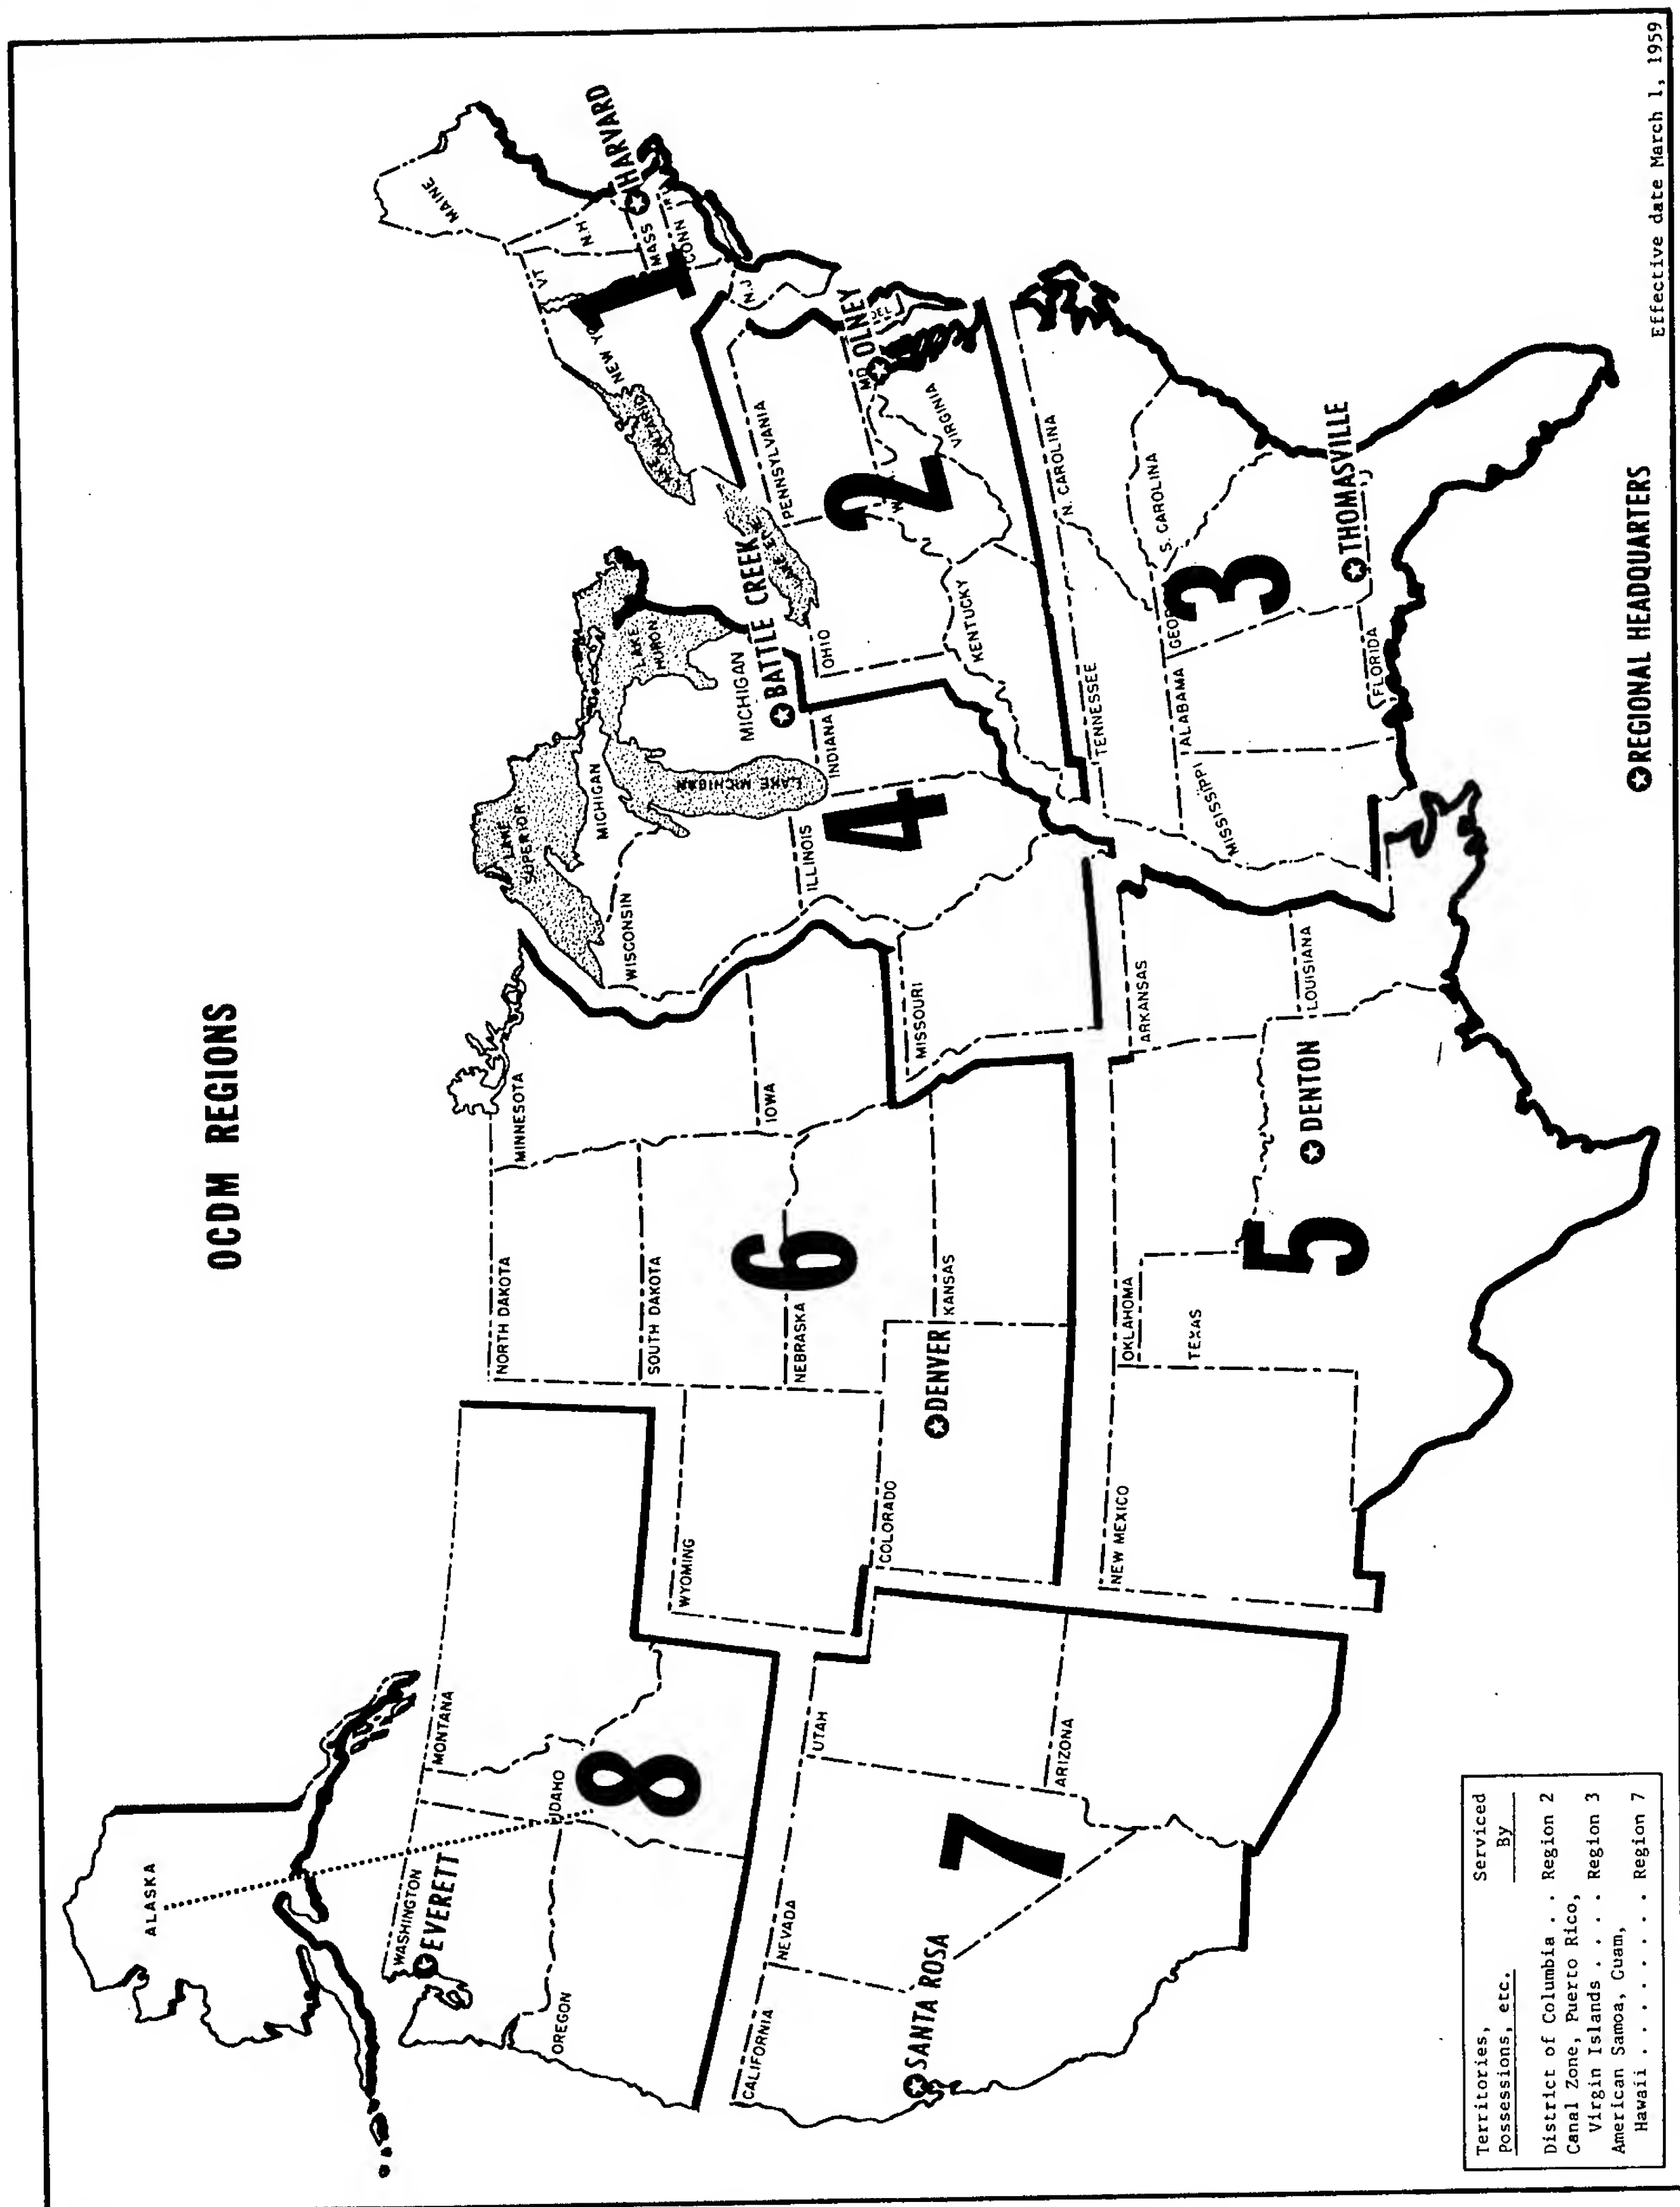 OCDM REGIONS
ALASKA
WASHINGTON
EVERETT
OREGON
IDAHO
MONTANA
8
CALIFORNIA
NEVADA
UTAH
ARIZONA
SANTA ROSA
7
NORTH DAKOTA
SOUTH DAKOTA
MINNESOTA
WYOMING
NEBRASKA
IOWA
COLORADO
KANSAS
DENVER
6
NEW MEXICO
OKLAHOMA
TEXAS
ARKANSAS
LOUISIANA
DENTON
5
LAKE
SUPERIOR
MICHIGAN
WISCONSIN
LAKE MICHIGAN
LAKE
HURON
MICHIGAN
BATTLE CREEK
ILLINOIS
INDIANA
MISSOURI
4
OHIO
PENNSYLVANIA
KENTUCKY
VIRGINIA
MD
OLNEY
DEL
2
TENNESSEE
N. CAROLINA
S. CAROLINA
ALABAMA
MISSISSIPPI
FLORIDA
THOMASVILLE
3
MAINE
VT
N.H
MASS
CONN
N.J
HARVARD
1
REGIONAL HEADQUARTERS
Territories, Serviced
Possessions, etc. By
District of Columbia . . Region 2
Canal Zone, Puerto Rico,
Virgin Islands . . . . Region 3
American Samoa, Guam,
Hawaii . . . . . . . . Region 7
Effective date March 1, 1959